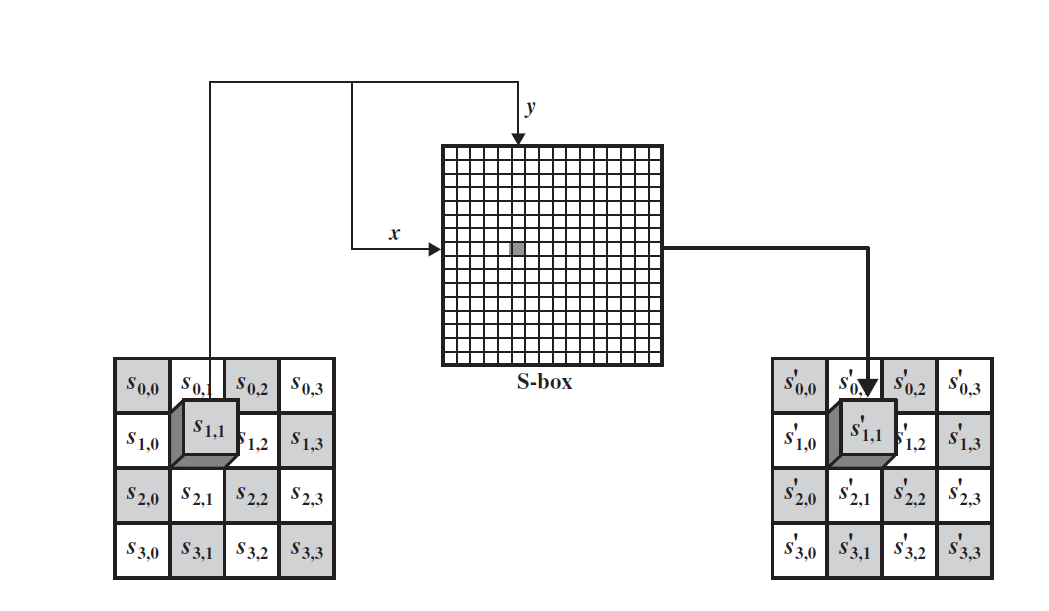 y
x
S-box
s0,0 s0,1 s0,2 s0,3
s1,0 s1,1 s1,2 s1,3
s2,0 s2,1 s2,2 s2,3
s3,0 s3,1 s3,2 s3,3
s'0,0 s'0, s'0,2 s'0,3
s'1,0 s'1,1 s'1,2 s'1,3
s'2,0 s'2,1 s'2,2 s'2,3
s'3,0 s'3,1 s'3,2 s'3,3